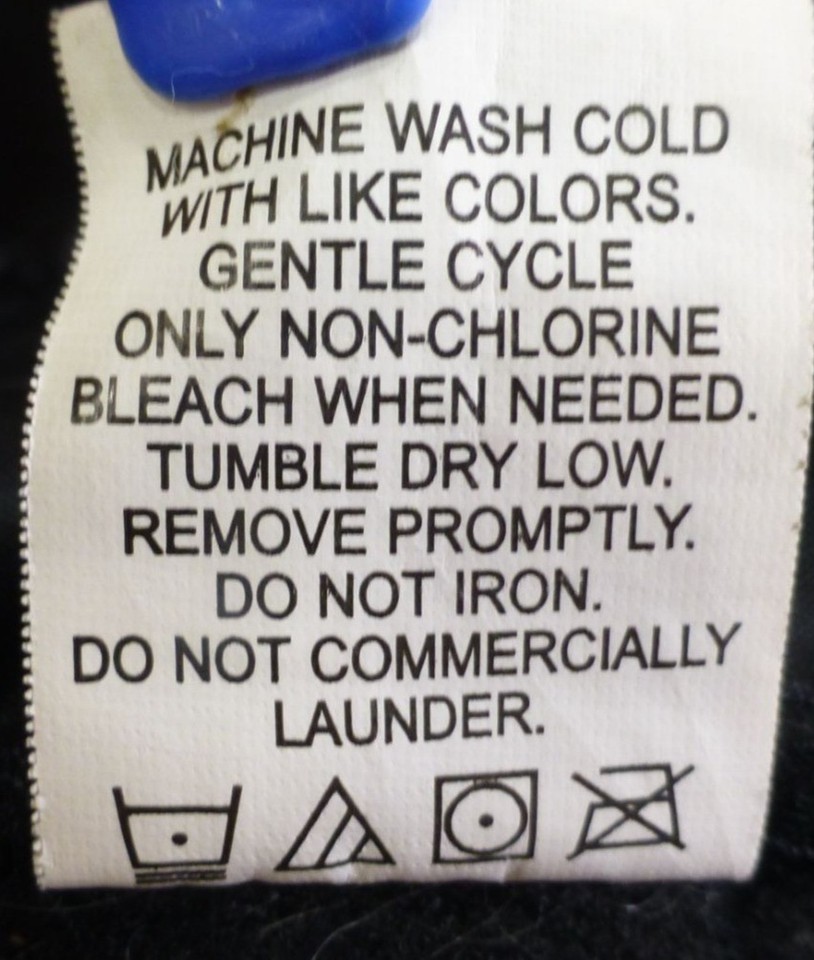 MACHINE WASH COLD
WITH LIKE COLORS.
GENTLE CYCLE
ONLY NON-CHLORINE
BLEACH WHEN NEEDED.
TUMBLE DRY LOW.
REMOVE PROMPTLY.
DO NOT IRON.
DO NOT COMMERCIALLY
LAUNDER.